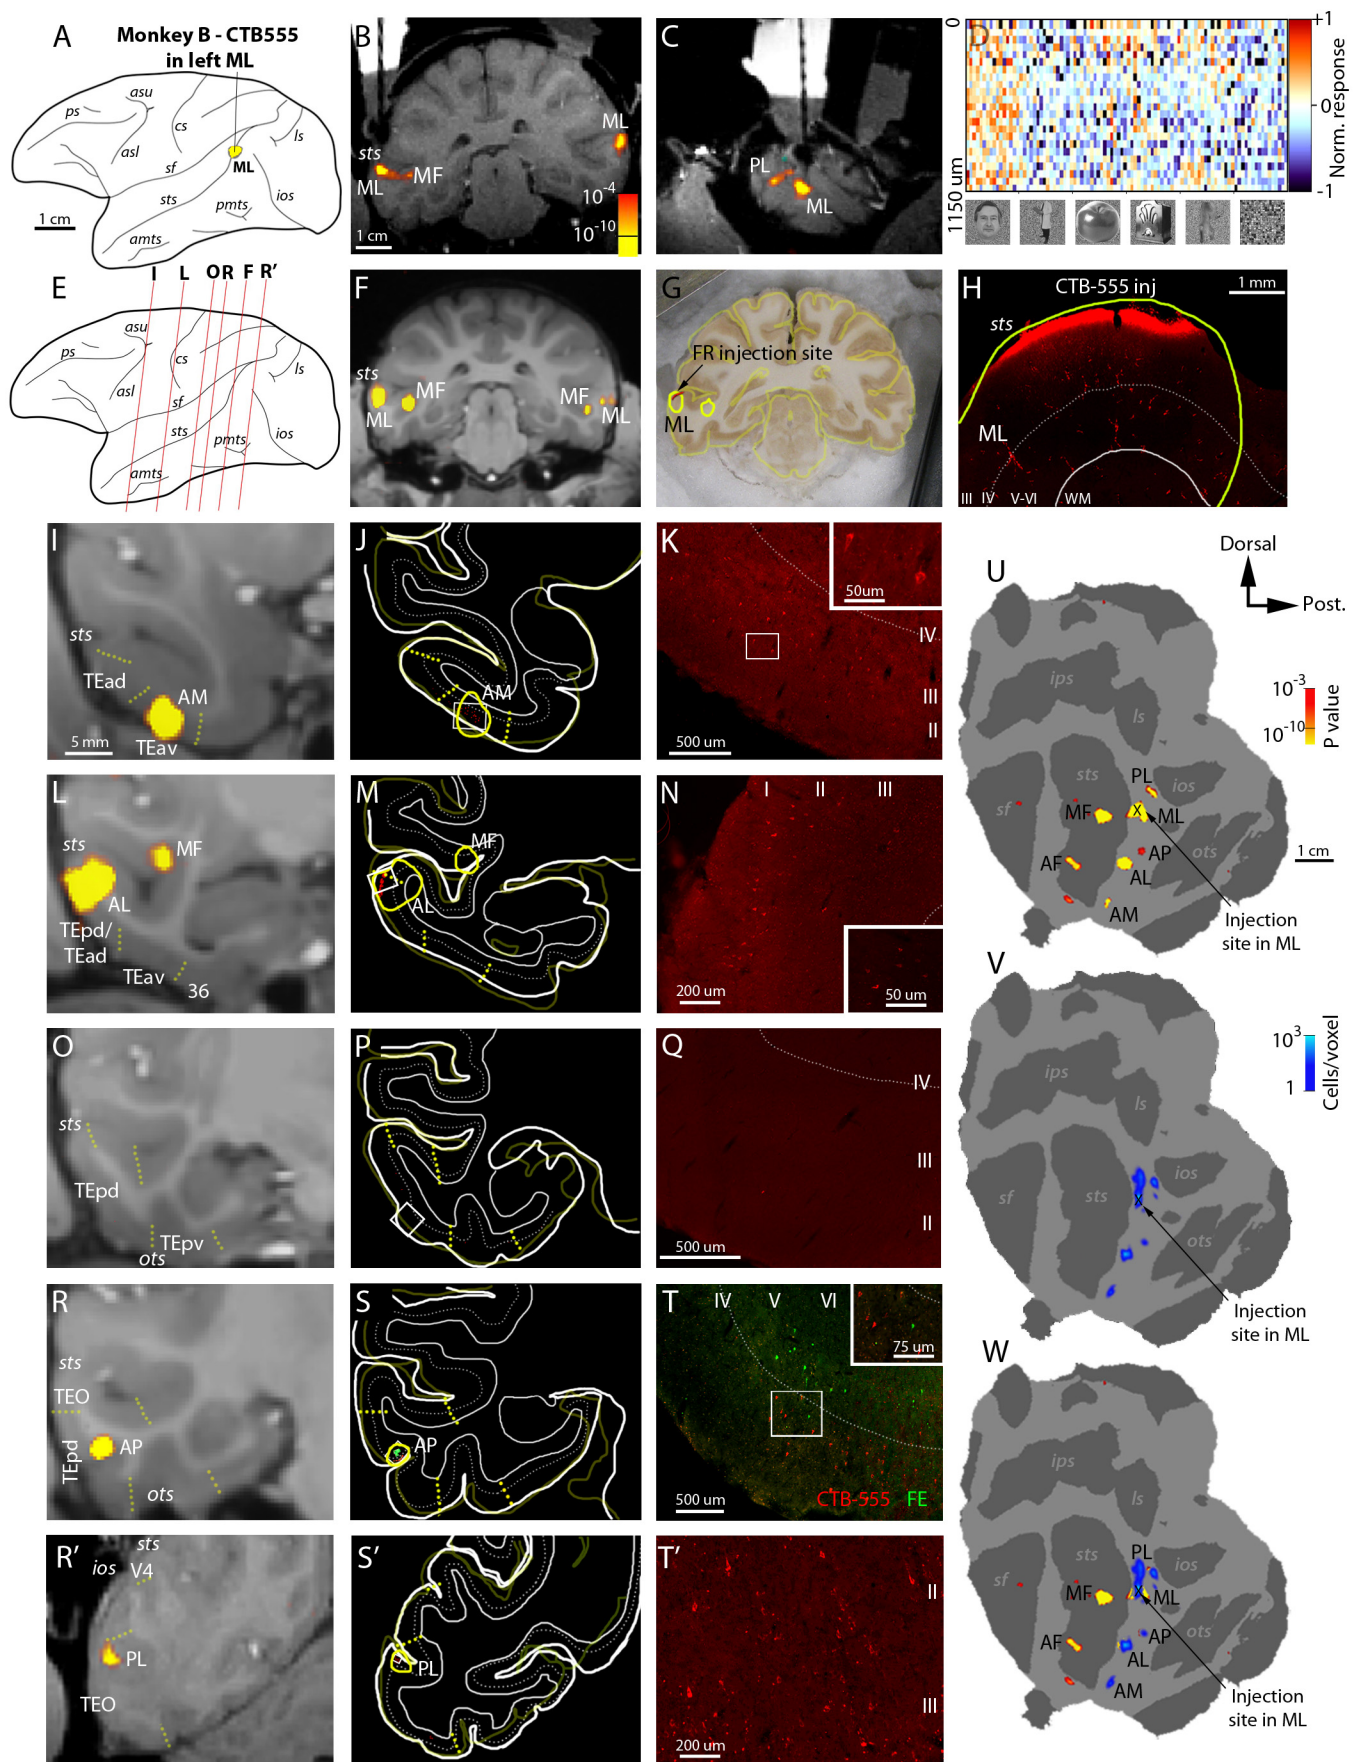 A
Monkey B - CTB555
in left ML
asu
ps
cs
ls
asl
sf
ML
sts
pmts
ios
1 cm
amts
B
ML
sts
ML
MF
10-4
10-10
1 cm
C
PL
ML
D
0
1150 um
+1
0
-1
Norm. response
E
I L O R F R'
asu
ps
cs
ls
asl
sf
sts
pmts
ios
amts
F
sts
MF
ML
MF
ML
G
FR injection site
ML
H
CTB-555 inj
1 mm
sts
ML
III IV V-VI WM
I
sts
TEad
AM
5 mm
TEav
J
AM
K
50um
IV
III
II
500 um
L
sts
MF
AL
TEpd/
TEad
TEav
36
M
MF
AL
N
I II III
200 um
50 um
O
sts
TEpd
TEpv
ots
P
Q
IV
III
II
500 um
R
sts
TEO
AP
TEpd
ots
S
AP
T
IV V VI
75 um
500 um
CTB-555 FE
R'
sts
ios
V4
PL
TEO
S'
PL
T'
II
III
200 um
Dorsal
Post.
U
ips
ls
10-3
10-10
P value
sts
PL
ios
sf
MF
ML
AP
ots
AF
AL
AM
1 cm
Injection
site in ML
V
103
1
Cells/voxel
ips
ls
ios
sf
sts
ots
Injection
site in ML
W
ips
ls
sts
PL
ios
sf
MF
ML
AP
ots
AF
AL
AM
Injection
site in ML